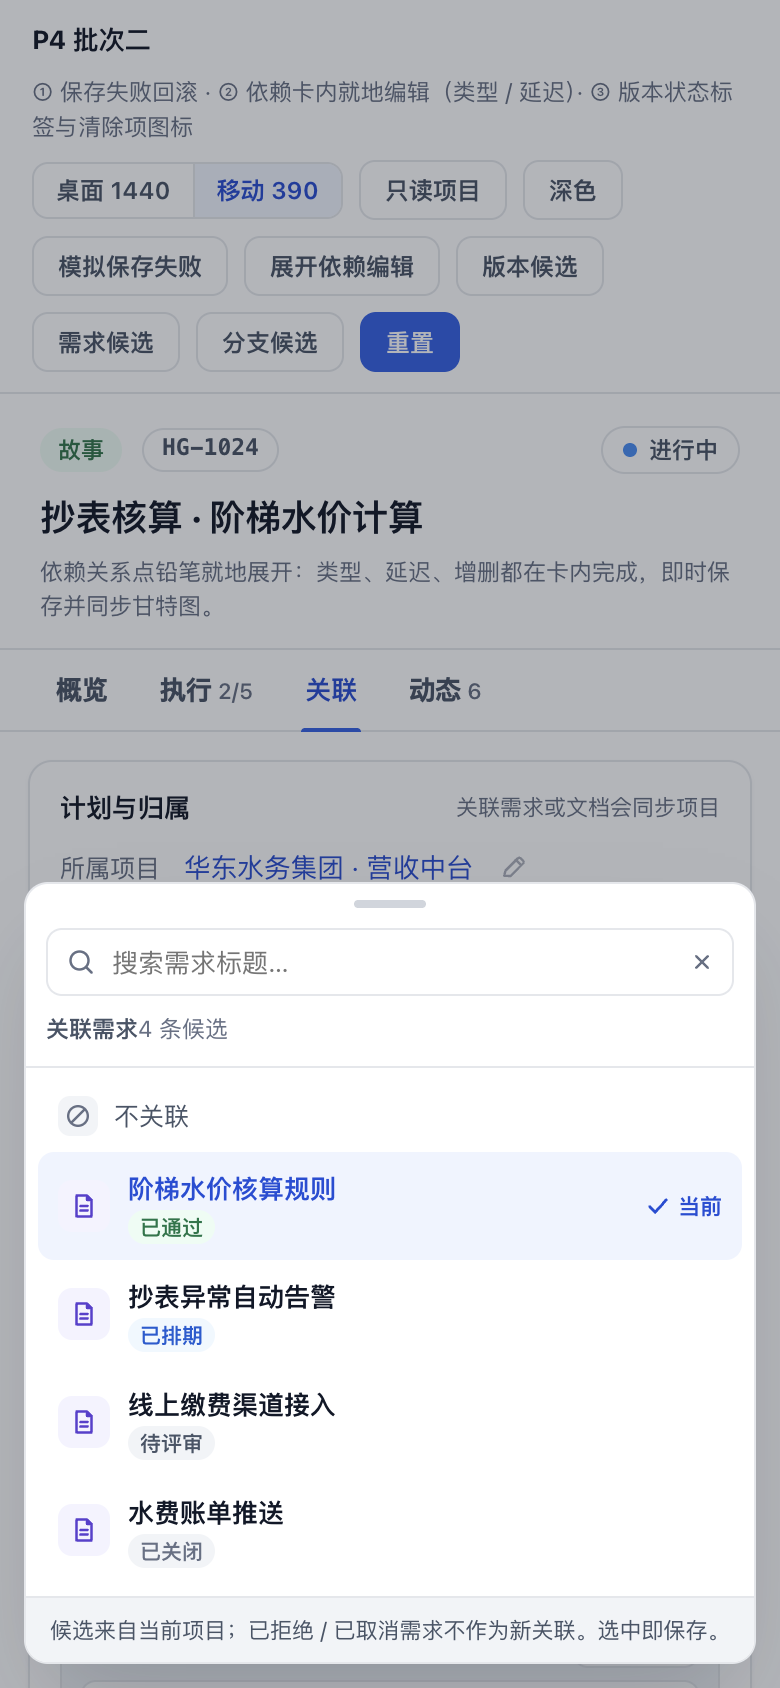 P4 批次二
① 保存失败回滚 · ② 依赖卡内就地编辑（类型 / 延迟）· ③ 版本状态标
签与清除项图标
桌面 1440 移动 390 只读项目 深色
模拟保存失败 展开依赖编辑 版本候选
需求候选 分支候选 重置
故事 HG-1024 进行中
抄表核算 · 阶梯水价计算
依赖关系点铅笔就地展开：类型、延迟、增删都在卡内完成，即时保
存并同步甘特图。
概览 执行 2/5 关联 动态 6
计划与归属 关联需求或文档会同步项目
所属项目 华东水务集团 · 营收中台
搜索需求标题...
关联需求4 条候选
不关联
阶梯水价核算规则
已通过 当前
抄表异常自动告警
已排期
线上缴费渠道接入
待评审
水费账单推送
已关闭
候选来自当前项目；已拒绝 / 已取消需求不作为新关联。选中即保存。